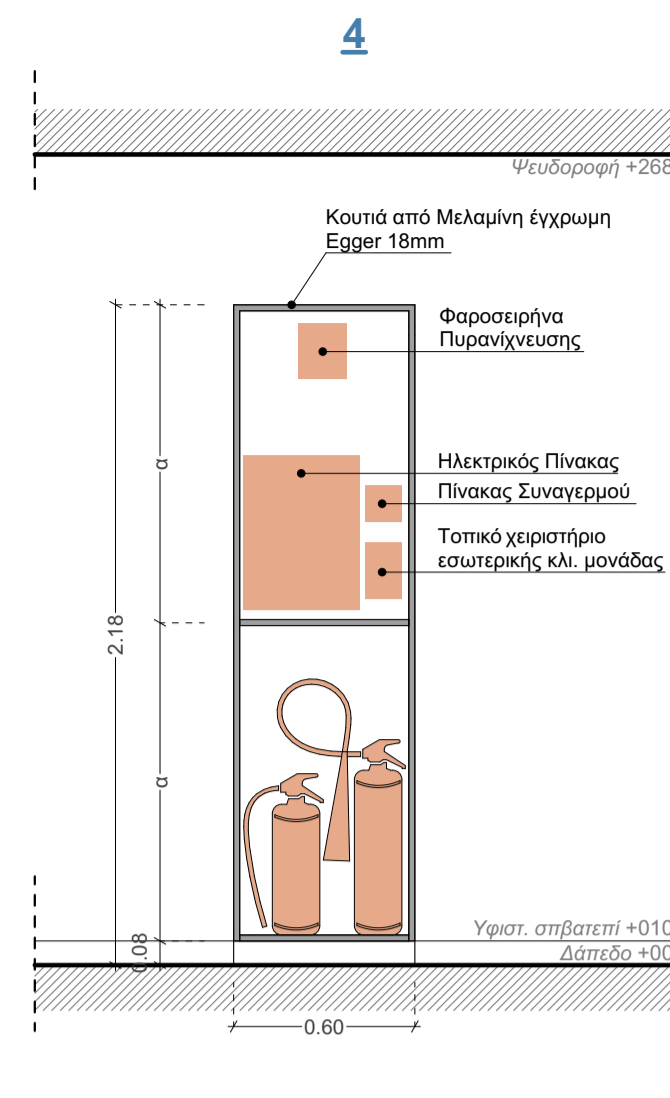 4
Ψευδοροφή +268
Κουτιά από Μελαμίνη έγχρωμη
Egger 18mm
Φαροσειρήνα
Πυρανίχνευσης
α
Ηλεκτρικός Πίνακας
Πίνακας Συναγερμού
Τοπικό χειριστήριο
εσωτερικής κλι. μονάδας
2.18
α
Υφιστ. σπβατεπί +010
0.08
Δάπεδο +00
0.60